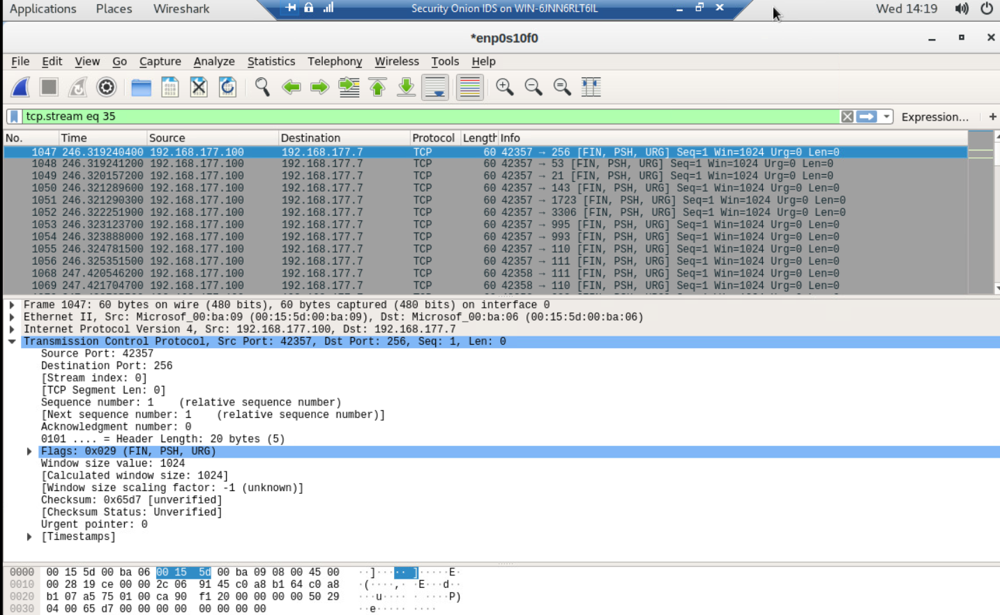 Applications Places Wireshark Security Onion IDS on WIN-6JNN6RLT6IL Wed 14:19
*enp0s10f0
File Edit View Go Capture Analyze Statistics Telephony Wireless Tools Help
tcp.stream eq 35 Expression... +
No. Time Source Destination Protocol Length Info
1047 246.319240400 192.168.177.100 192.168.177.7 TCP 60 42357 → 256 [FIN, PSH, URG] Seq=1 Win=1024 Urg=0 Len=0
1048 246.319241200 192.168.177.100 192.168.177.7 TCP 60 42357 → 53 [FIN, PSH, URG] Seq=1 Win=1024 Urg=0 Len=0
1049 246.320157200 192.168.177.100 192.168.177.7 TCP 60 42357 → 21 [FIN, PSH, URG] Seq=1 Win=1024 Urg=0 Len=0
1050 246.321289600 192.168.177.100 192.168.177.7 TCP 60 42357 → 143 [FIN, PSH, URG] Seq=1 Win=1024 Urg=0 Len=0
1051 246.321290300 192.168.177.100 192.168.177.7 TCP 60 42357 → 1723 [FIN, PSH, URG] Seq=1 Win=1024 Urg=0 Len=0
1052 246.322251900 192.168.177.100 192.168.177.7 TCP 60 42357 → 3306 [FIN, PSH, URG] Seq=1 Win=1024 Urg=0 Len=0
1053 246.323123700 192.168.177.100 192.168.177.7 TCP 60 42357 → 995 [FIN, PSH, URG] Seq=1 Win=1024 Urg=0 Len=0
1054 246.323888000 192.168.177.100 192.168.177.7 TCP 60 42357 → 993 [FIN, PSH, URG] Seq=1 Win=1024 Urg=0 Len=0
1055 246.324781500 192.168.177.100 192.168.177.7 TCP 60 42357 → 110 [FIN, PSH, URG] Seq=1 Win=1024 Urg=0 Len=0
1056 246.325351500 192.168.177.100 192.168.177.7 TCP 60 42357 → 111 [FIN, PSH, URG] Seq=1 Win=1024 Urg=0 Len=0
1068 247.420546200 192.168.177.100 192.168.177.7 TCP 60 42358 → 111 [FIN, PSH, URG] Seq=1 Win=1024 Urg=0 Len=0
1069 247.421704700 192.168.177.100 192.168.177.7 TCP 60 42358 → 110 [FIN, PSH, URG] Seq=1 Win=1024 Urg=0 Len=0
Frame 1047: 60 bytes on wire (480 bits), 60 bytes captured (480 bits) on interface 0
Ethernet II, Src: Microsof_00:ba:09 (00:15:5d:00:ba:09), Dst: Microsof_00:ba:06 (00:15:5d:00:ba:06)
Internet Protocol Version 4, Src: 192.168.177.100, Dst: 192.168.177.7
Transmission Control Protocol, Src Port: 42357, Dst Port: 256, Seq: 1, Len: 0
Source Port: 42357
Destination Port: 256
[Stream index: 0]
[TCP Segment Len: 0]
Sequence number: 1 (relative sequence number)
[Next sequence number: 1 (relative sequence number)]
Acknowledgment number: 0
0101 .... = Header Length: 20 bytes (5)
Flags: 0x029 (FIN, PSH, URG)
Window size value: 1024
[Calculated window size: 1024]
[Window size scaling factor: -1 (unknown)]
Checksum: 0x65d7 [unverified]
[Checksum Status: Unverified]
Urgent pointer: 0
[Timestamps]
0000 00 15 5d 00 ba 06 00 15 5d 00 ba 09 08 00 45 00 ··]····· ]·····E·
0010 00 28 19 ce 00 00 2c 06 91 45 c0 a8 b1 64 c0 a8 ·(····,· ·E···d··
0020 b1 07 a5 75 01 00 ca 90 f1 20 00 00 00 00 50 29 ···u···· · ····P)
0030 04 00 65 d7 00 00 00 00 00 00 00 00 ··e····· ····